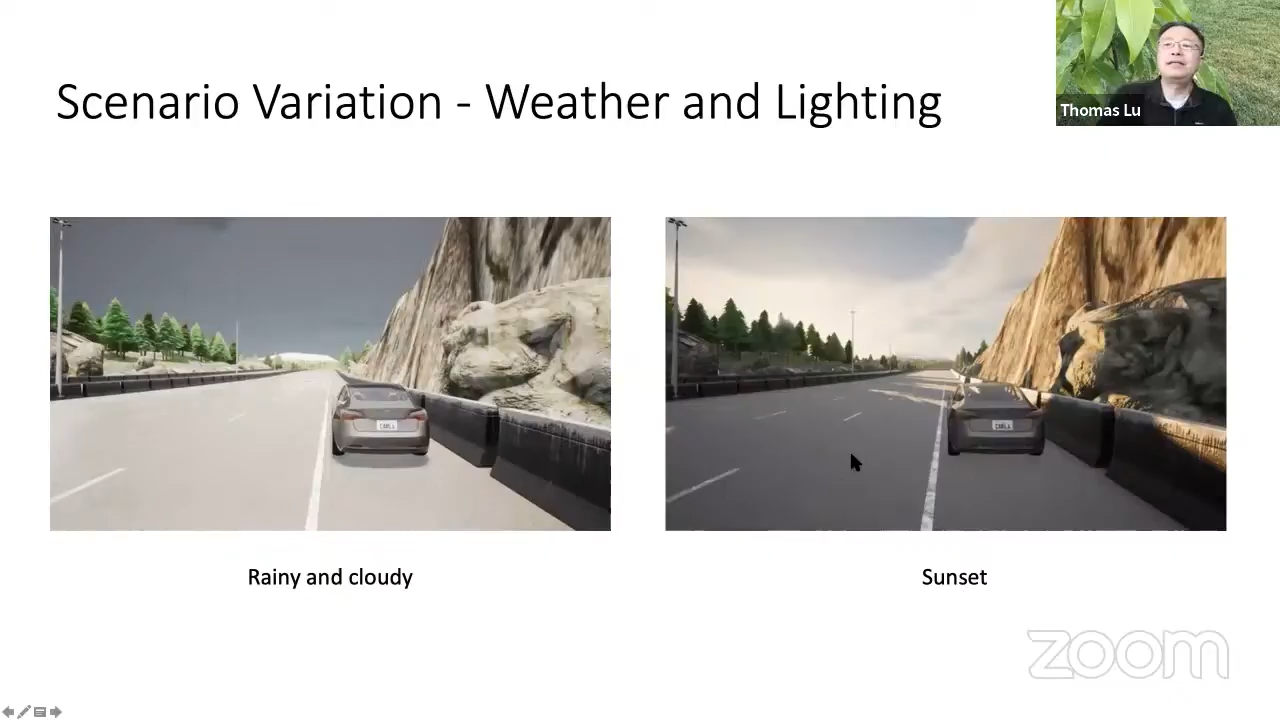 Scenario Variation - Weather and Lighting
Thomas Lu
CARLA
CARLA
Rainy and cloudy
Sunset
zoom